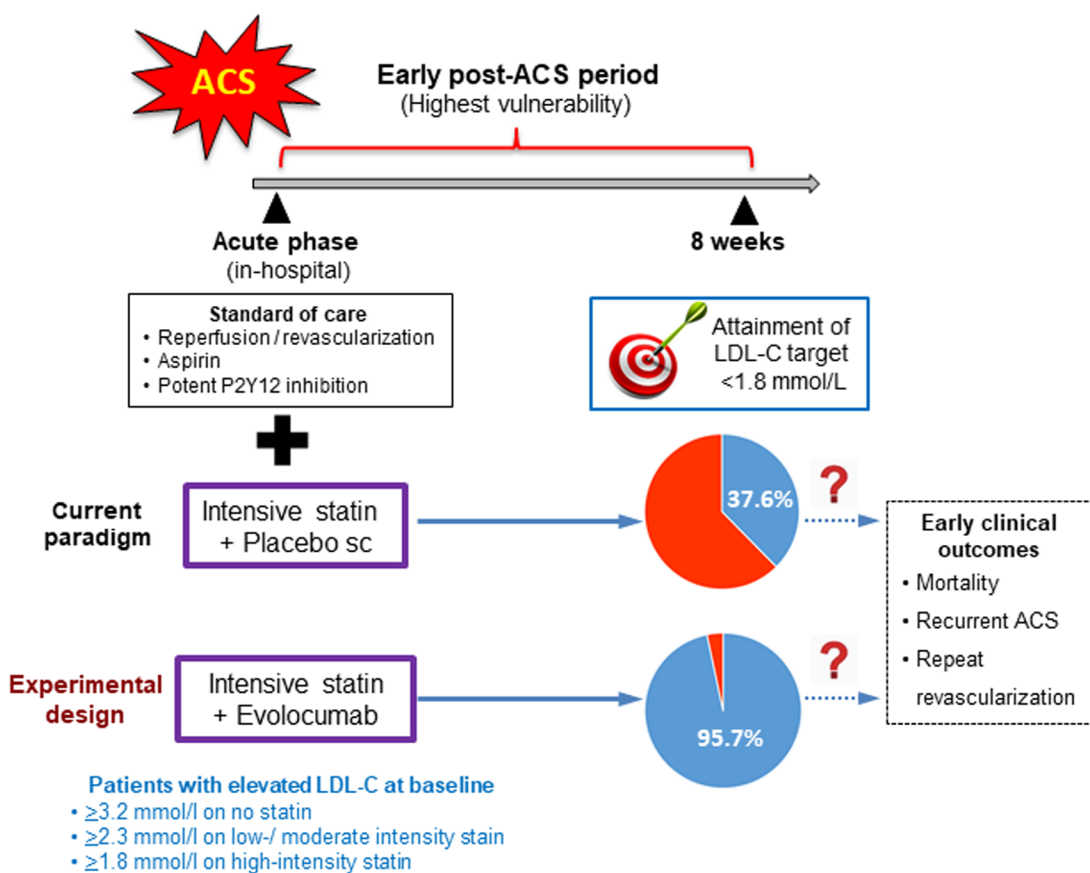 ACS
Early post-ACS period
(Highest vulnerability)
Acute phase
(in-hospital)
8 weeks
Standard of care
• Reperfusion / revascularization
• Aspirin
• Potent P2Y12 inhibition
Attainment of
LDL-C target
<1.8 mmol/L
Current
paradigm
Intensive statin
+ Placebo sc
37.6%
?
Early clinical
outcomes
• Mortality
• Recurrent ACS
• Repeat
revascularization
Experimental
design
Intensive statin
+ Evolocumab
95.7%
?
Patients with elevated LDL-C at baseline
• ≥3.2 mmol/l on no statin
• ≥2.3 mmol/l on low-/ moderate intensity stain
• ≥1.8 mmol/l on high-intensity statin